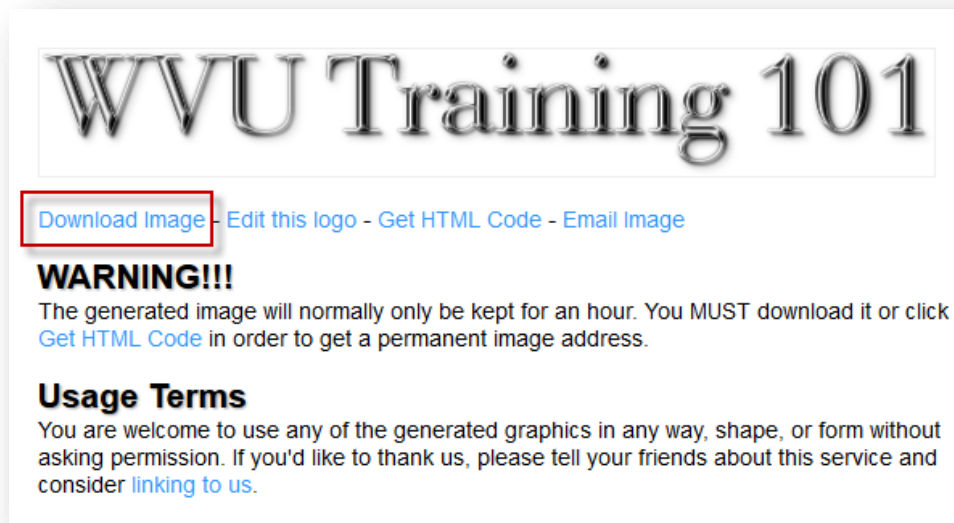 WVU Training 101
Download Image - Edit this logo - Get HTML Code - Email Image
WARNING!!!
The generated image will normally only be kept for an hour. You MUST download it or click
Get HTML Code in order to get a permanent image address.
Usage Terms
You are welcome to use any of the generated graphics in any way, shape, or form without
asking permission. If you'd like to thank us, please tell your friends about this service and
consider linking to us.